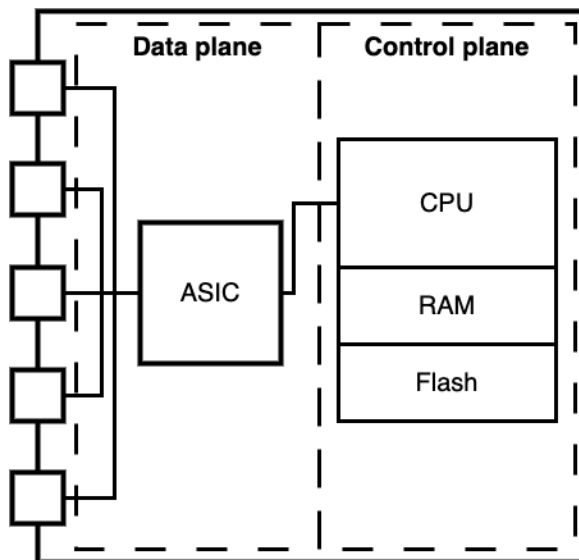 Data plane
Control plane
CPU
ASIC
RAM
Flash